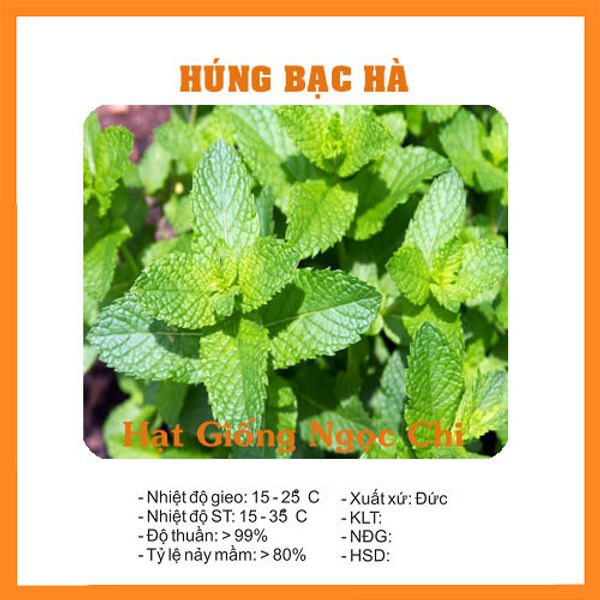 HÚNG BẠC HÀ
Hạt Giống Ngọc Chi
- Nhiệt độ gieo: 15 - 25° C
- Nhiệt độ ST: 15 - 35° C
- Độ thuần: > 99%
- Tỷ lệ nảy mầm: > 80%
- Xuất xứ: Đức
- KLT:
- NĐG:
- HSD: